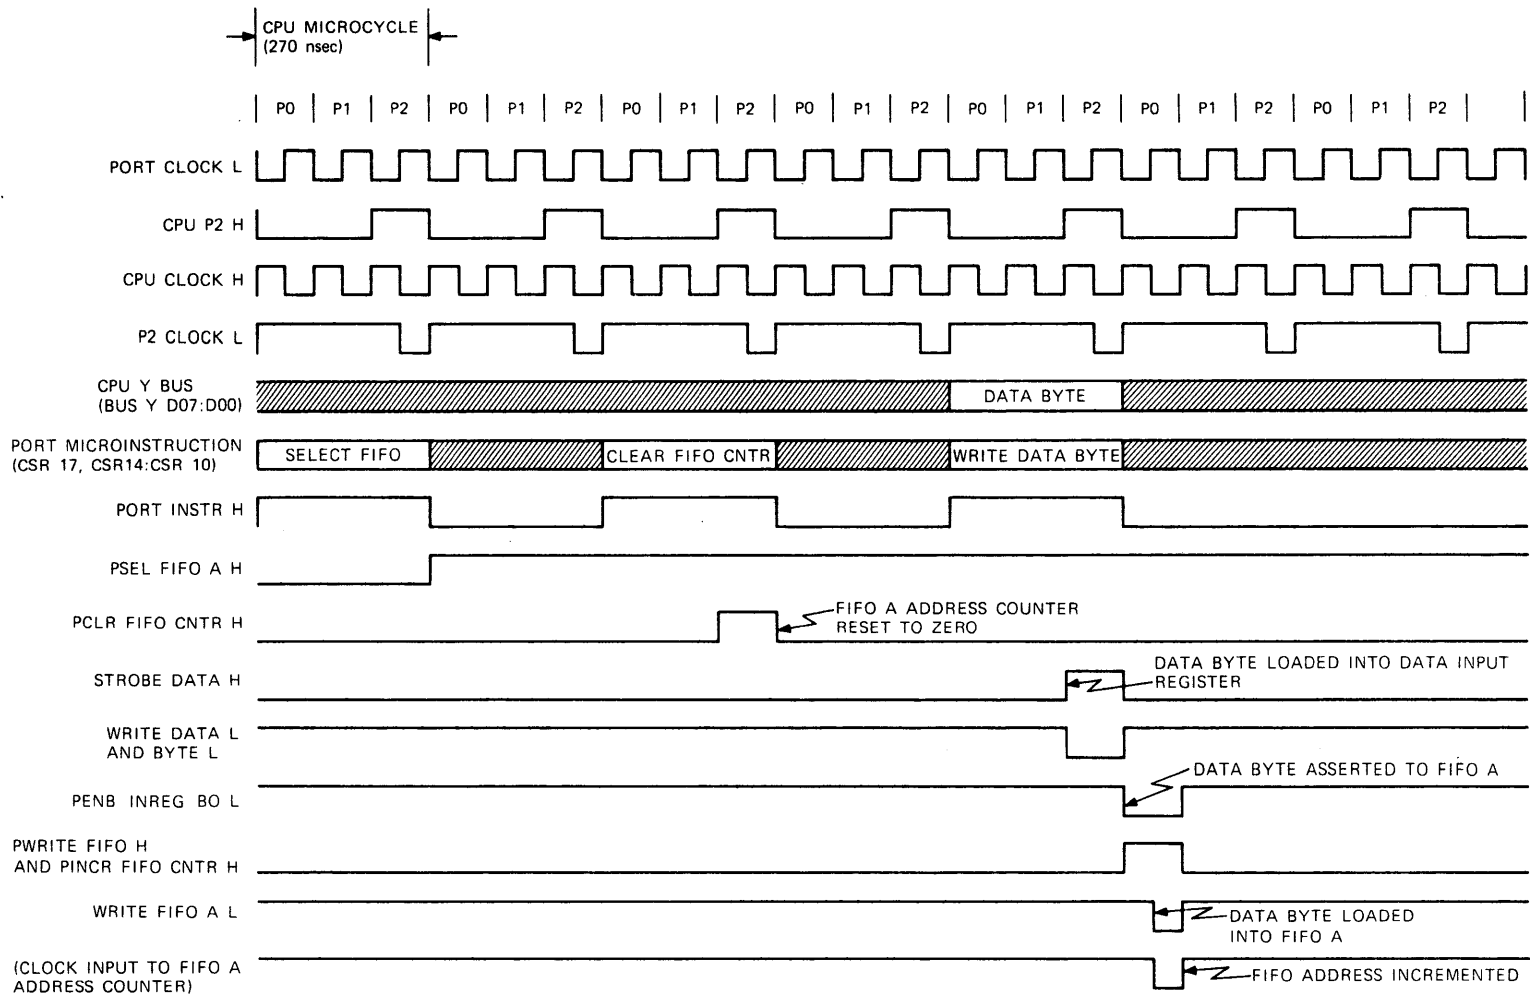 CPU MICROCYCLE
(270 nsec)
P0 P1 P2 P0 P1 P2 P0 P1 P2 P0 P1 P2 P0 P1 P2 P0 P1 P2 P0 P1 P2
PORT CLOCK L
CPU P2 H
CPU CLOCK H
P2 CLOCK L
CPU Y BUS
(BUS Y D07:D00)
DATA BYTE
PORT MICROINSTRUCTION
(CSR 17, CSR14:CSR 10)
SELECT FIFO
CLEAR FIFO CNTR
WRITE DATA BYTE
PORT INSTR H
PSEL FIFO A H
PCLR FIFO CNTR H
FIFO A ADDRESS COUNTER
RESET TO ZERO
STROBE DATA H
DATA BYTE LOADED INTO DATA INPUT
REGISTER
WRITE DATA L
AND BYTE L
PENB INREG BO L
DATA BYTE ASSERTED TO FIFO A
PWRITE FIFO H
AND PINCR FIFO CNTR H
WRITE FIFO A L
DATA BYTE LOADED
INTO FIFO A
(CLOCK INPUT TO FIFO A
ADDRESS COUNTER)
FIFO ADDRESS INCREMENTED